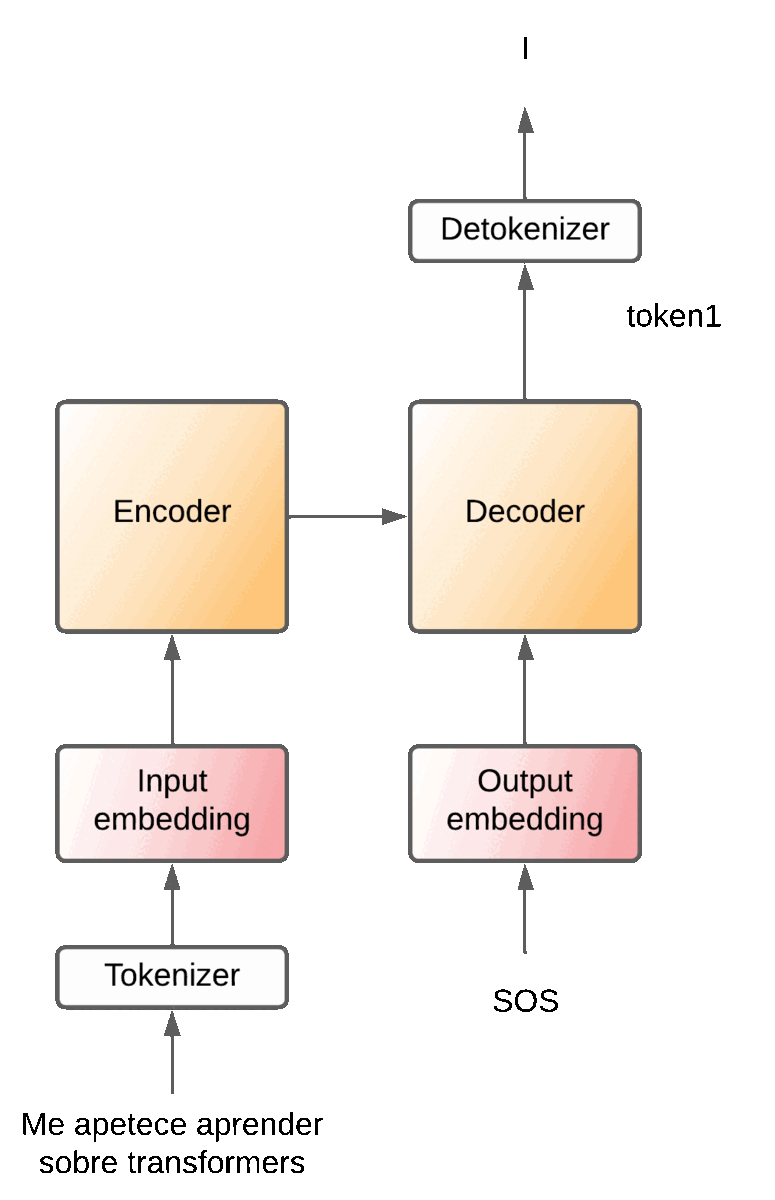 I
Detokenizer
token1
Encoder
Decoder
Input
embedding
Output
embedding
Tokenizer
SOS
Me apetece aprender
sobre transformers